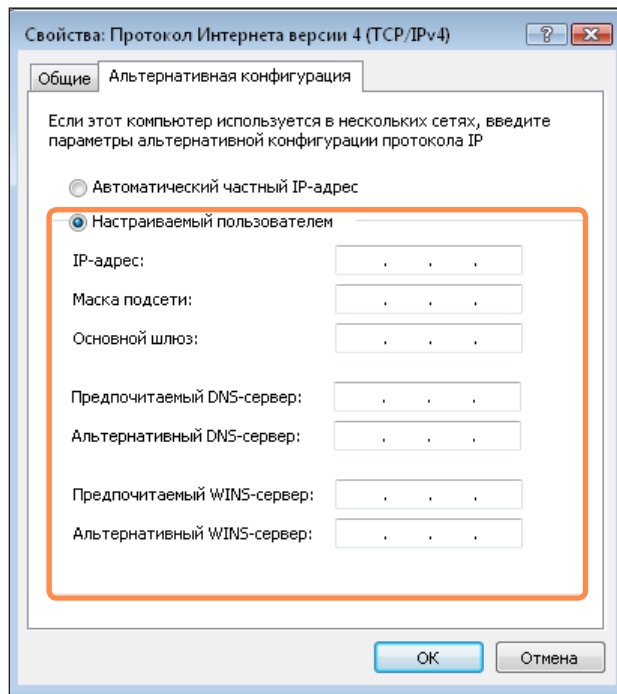 Свойства: Протокол Интернета версии 4 (TCP/IPv4)
Общие Альтернативная конфигурация
Если этот компьютер используется в нескольких сетях, введите
параметры альтернативной конфигурации протокола IP
Автоматический частный IP-адрес
Настраиваемый пользователем
IP-адрес: . . .
Маска подсети: . . .
Основной шлюз: . . .
Предпочитаемый DNS-сервер: . . .
Альтернативный DNS-сервер: . . .
Предпочитаемый WINS-сервер: . . .
Альтернативный WINS-сервер: . . .
ОК Отмена